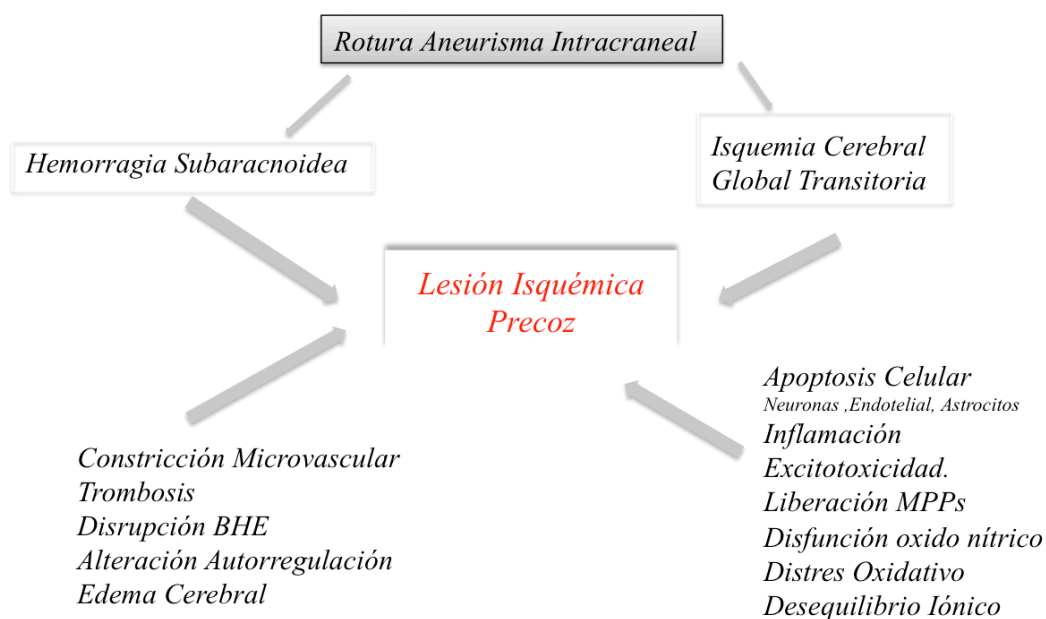 Rotura Aneurisma Intracraneal
Hemorragia Subaracnoidea
Isquemia Cerebral
Global Transitoria
Lesión Isquémica
Precoz
Constricción Microvascular
Trombosis
Disrupción BHE
Alteración Autorregulación
Edema Cerebral
Apoptosis Celular
Neuronas ,Endotelial, Astrocitos
Inflamación
Excitotoxicidad.
Liberación MPPs
Disfunción oxido nítrico
Distres Oxidativo
Desequilibrio Iónico